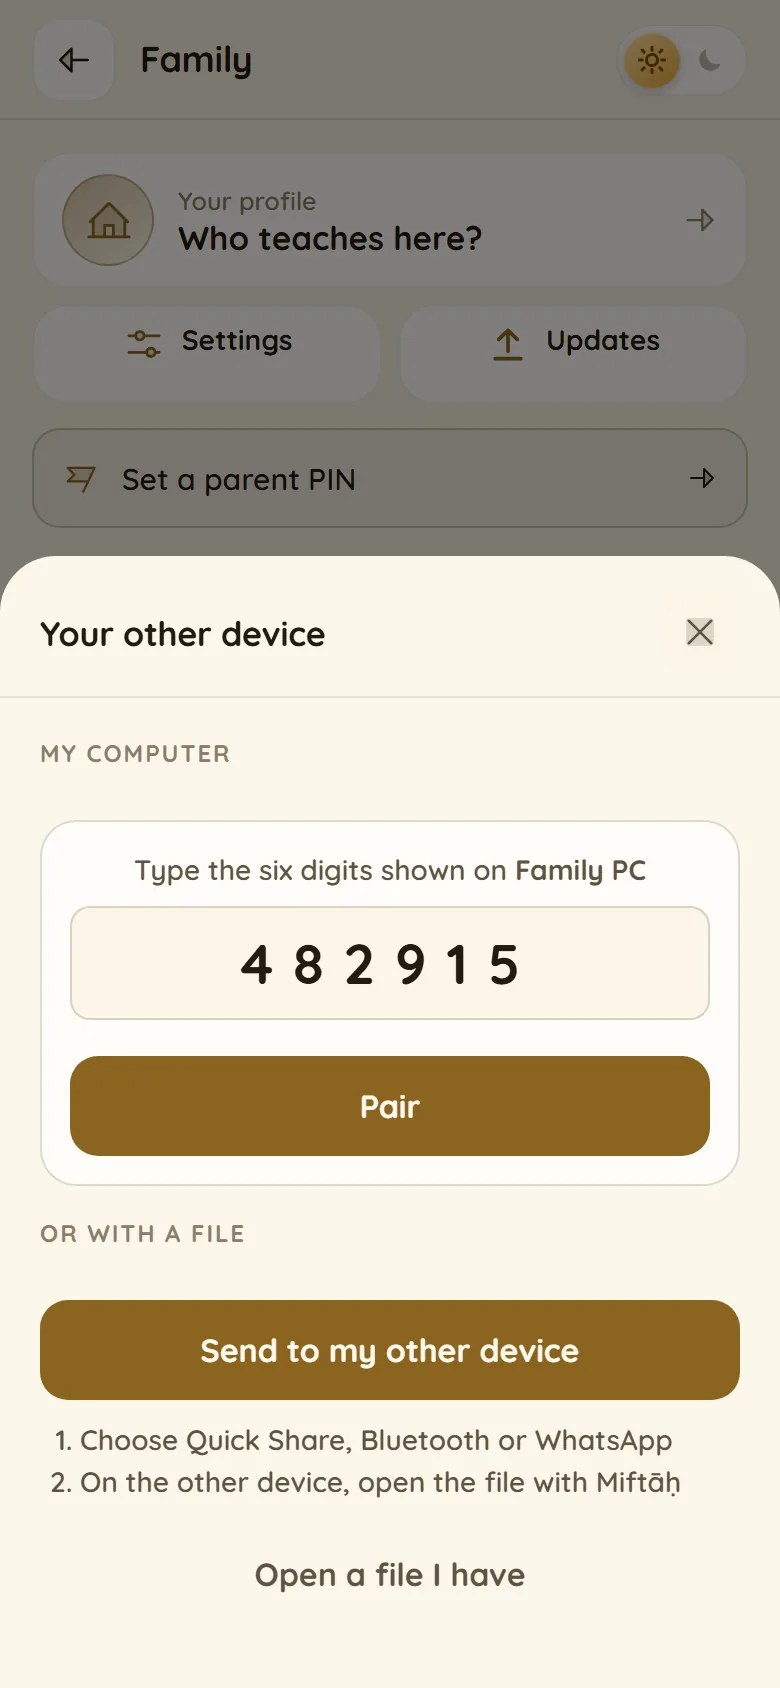 Family
Your profile
Who teaches here?
Settings
Updates
Set a parent PIN
Your other device
MY COMPUTER
Type the six digits shown on Family PC
4 8 2 9 1 5
Pair
OR WITH A FILE
Send to my other device
1. Choose Quick Share, Bluetooth or WhatsApp
2. On the other device, open the file with Miftāḥ
Open a file I have